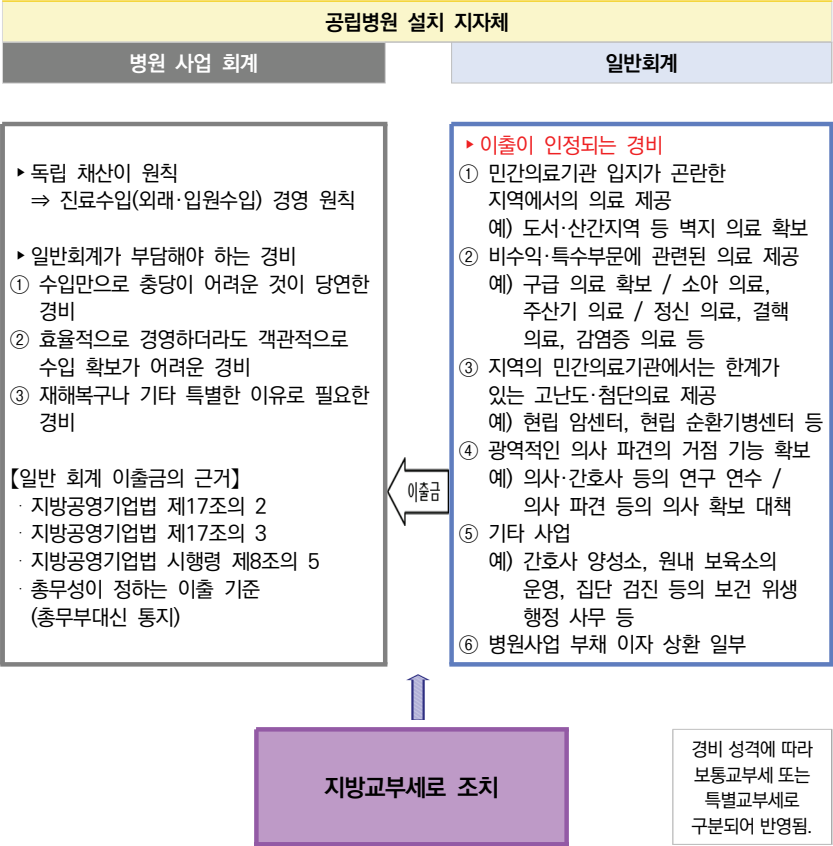 공립병원 설치 지자체
병원 사업 회계
일반회계
▶독립 채산이 원칙
⇒ 진료수입(외래·입원수입) 경영 원칙
▶일반회계가 부담해야 하는 경비
① 수입만으로 충당이 어려운 것이 당연한
경비
② 효율적으로 경영하더라도 객관적으로
수입 확보가 어려운 경비
③ 재해복구나 기타 특별한 이유로 필요한
경비
【일반 회계 이출금의 근거】
· 지방공영기업법 제17조의 2
· 지방공영기업법 제17조의 3
· 지방공영기업법 시행령 제8조의 5
· 총무성이 정하는 이출 기준
(총무부대신 통지)
이출금
▶이출이 인정되는 경비
① 민간의료기관 입지가 곤란한
지역에서의 의료 제공
예) 도서·산간지역 등 벽지 의료 확보
② 비수익·특수부문에 관련된 의료 제공
예) 구급 의료 확보 / 소아 의료,
주산기 의료 / 정신 의료, 결핵
의료, 감염증 의료 등
③ 지역의 민간의료기관에서는 한계가
있는 고난도·첨단의료 제공
예) 현립 암센터, 현립 순환기병센터 등
④ 광역적인 의사 파견의 거점 기능 확보
예) 의사·간호사 등의 연구 연수 /
의사 파견 등의 의사 확보 대책
⑤ 기타 사업
예) 간호사 양성소, 원내 보육소의
운영, 집단 검진 등의 보건 위생
행정 사무 등
⑥ 병원사업 부채 이자 상환 일부
지방교부세로 조치
경비 성격에 따라
보통교부세 또는
특별교부세로
구분되어 반영됨.